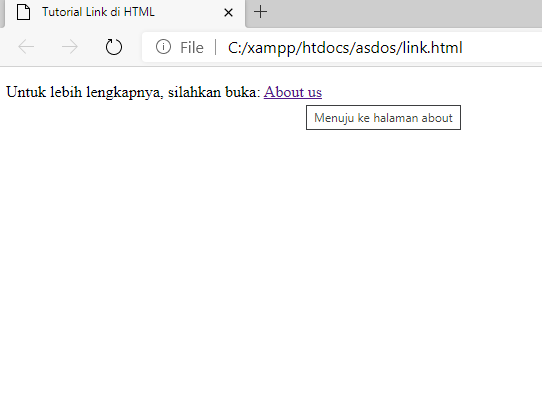 Tutorial Link di HTML
File C:/xampp/htdocs/asdos/link.html
Untuk lebih lengkapnya, silahkan buka: About us
Menuju ke halaman about